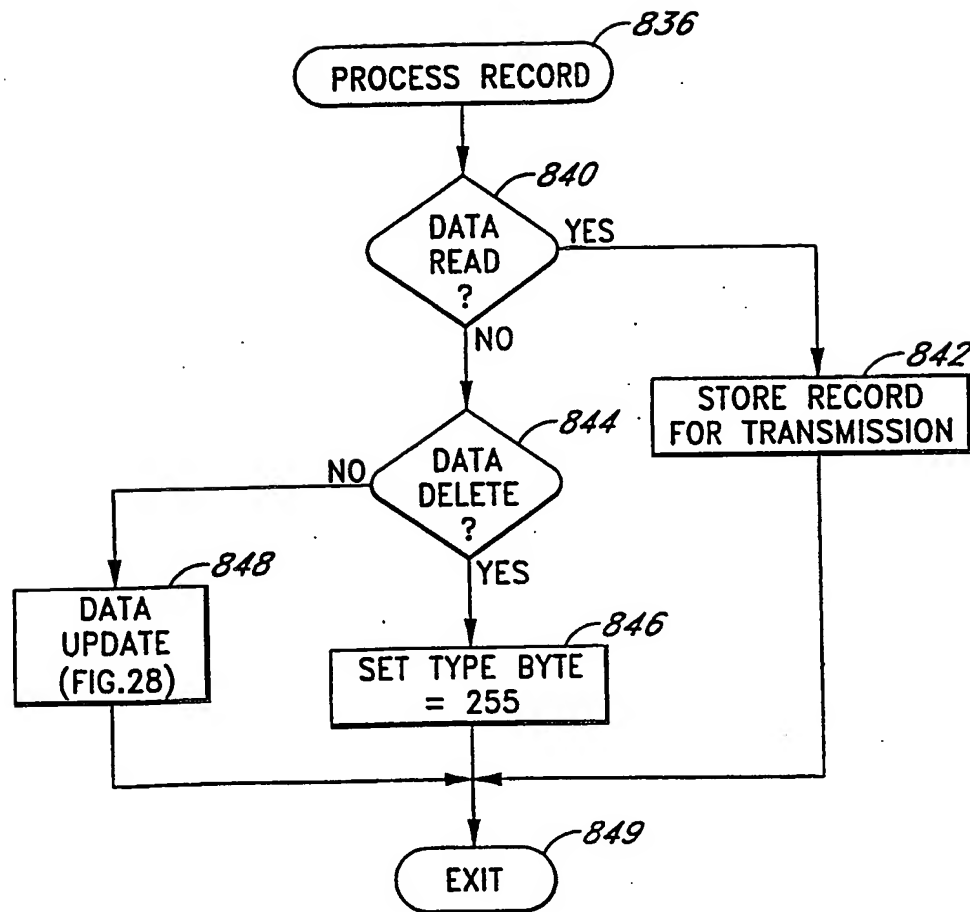 836
PROCESS RECORD
840
DATA
READ
?
YES
NO
842
STORE RECORD
FOR TRANSMISSION
844
DATA
DELETE
?
NO
YES
848
DATA
UPDATE
(FIG.28)
846
SET TYPE BYTE
= 255
849
EXIT